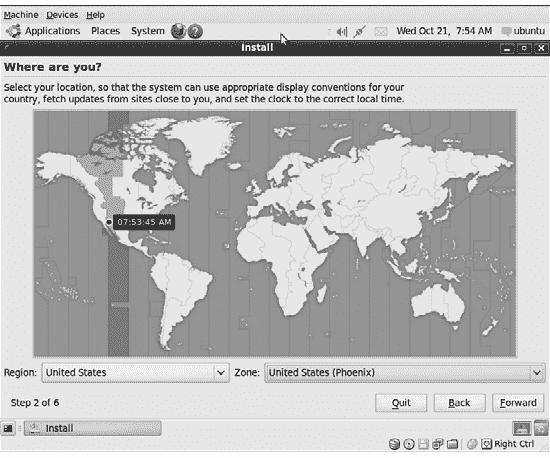 Machine Devices Help
Applications Places System ? Wed Oct 21, 7:54 AM ubuntu
Install
Where are you?
Select your location, so that the system can use appropriate display conventions for your
country, fetch updates from sites close to you, and set the clock to the correct local time.
07:53:45 AM
Region: United States Zone: United States (Phoenix)
Step 2 of 6 Quit Back Forward
Install
Right Ctrl